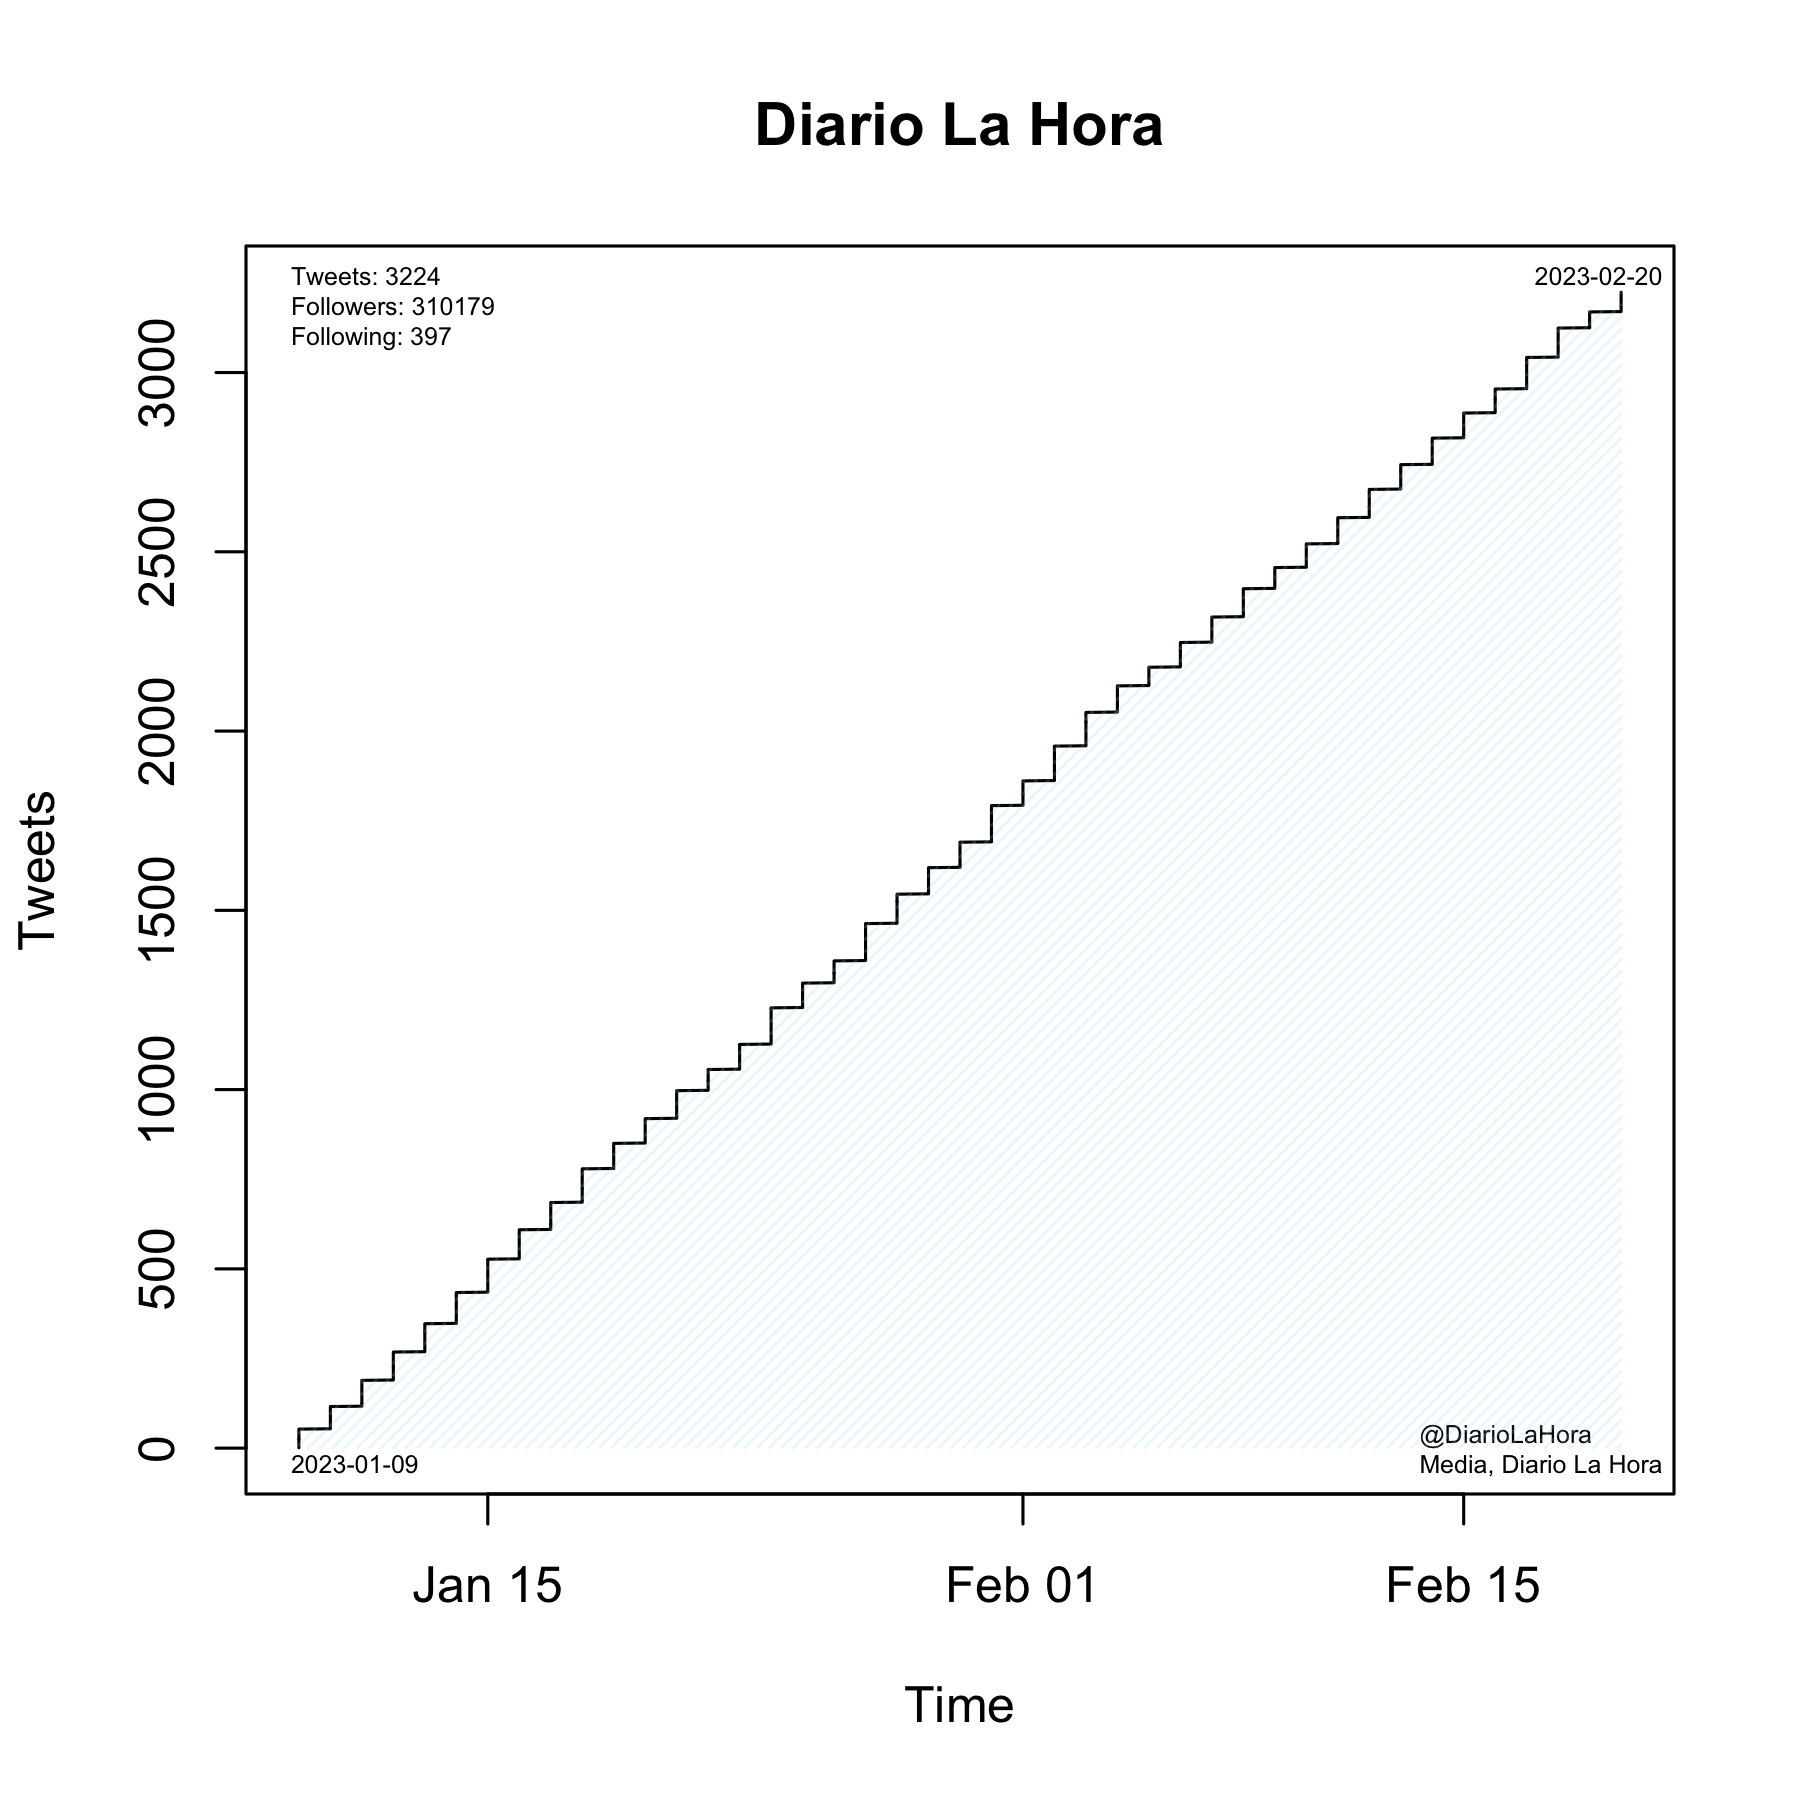 Diario La Hora
Tweets: 3224
Followers: 310179
Following: 397
2023-02-20
3000
2500
2000
1500
1000
500
0
Tweets
2023-01-09
@DiarioLaHora
Media, Diario La Hora
Jan 15
Feb 01
Feb 15
Time